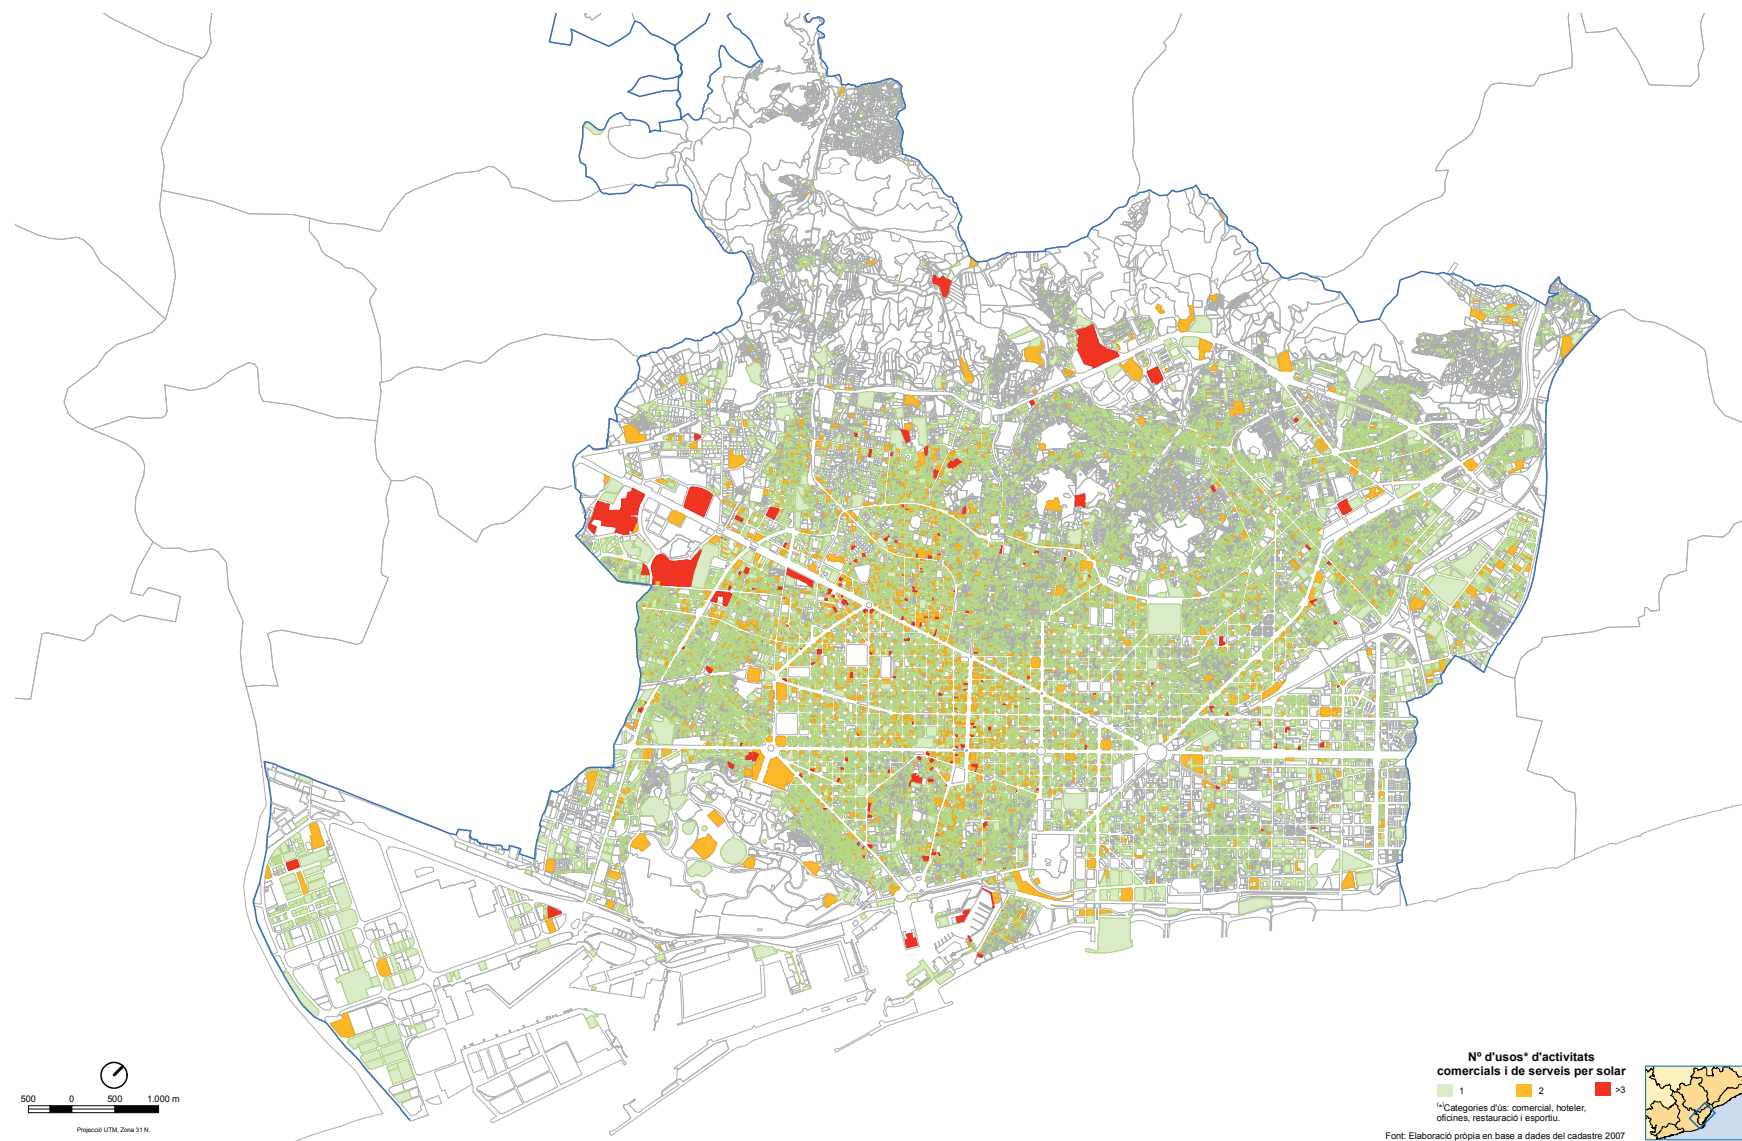 Nº d'usos* d'activitats
comercials i de serveis per solar
1 2 >3
(*)Categories d'ús: comercial, hoteler,
oficines, restauració i esportiu.
Font: Elaboració pròpia en base a dades del cadastre 2007
500 0 500 1.000 m
Projecció UTM, Zona 31 N.